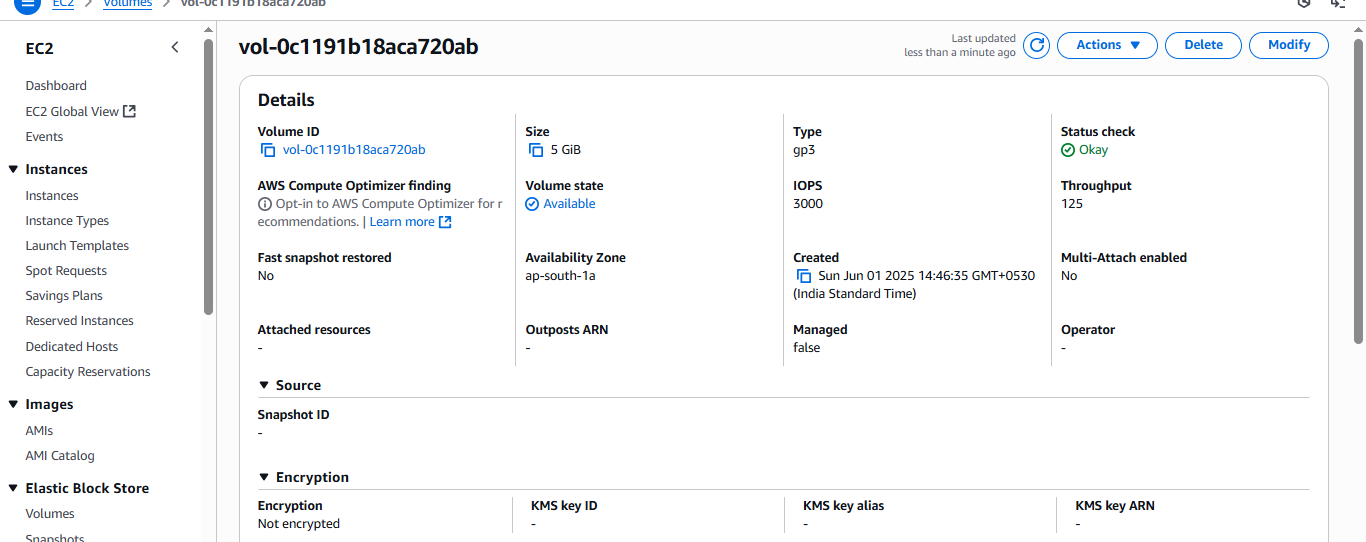 EC2 > Volumes > vol-0c1191b18aca720ab
EC2
Dashboard
EC2 Global View
Events
Instances
Instances
Instance Types
Launch Templates
Spot Requests
Savings Plans
Reserved Instances
Dedicated Hosts
Capacity Reservations
Images
AMIs
AMI Catalog
Elastic Block Store
Volumes
Snapshots
vol-0c1191b18aca720ab
Last updated
less than a minute ago
Actions
Delete
Modify
Details
Volume ID
vol-0c1191b18aca720ab
Size
5 GiB
Type
gp3
Status check
Okay
AWS Compute Optimizer finding
Opt-in to AWS Compute Optimizer for r
ecommendations. | Learn more
Volume state
Available
IOPS
3000
Throughput
125
Fast snapshot restored
No
Availability Zone
ap-south-1a
Created
Sun Jun 01 2025 14:46:35 GMT+0530
(India Standard Time)
Multi-Attach enabled
No
Attached resources
-
Outposts ARN
-
Managed
false
Operator
-
Source
Snapshot ID
-
Encryption
Encryption
Not encrypted
KMS key ID
-
KMS key alias
-
KMS key ARN
-